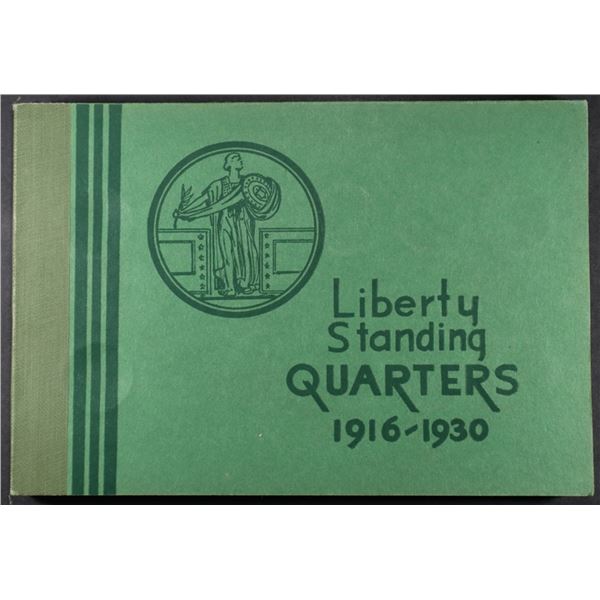 Liberty
Standing
QUARTERS
1916-1930